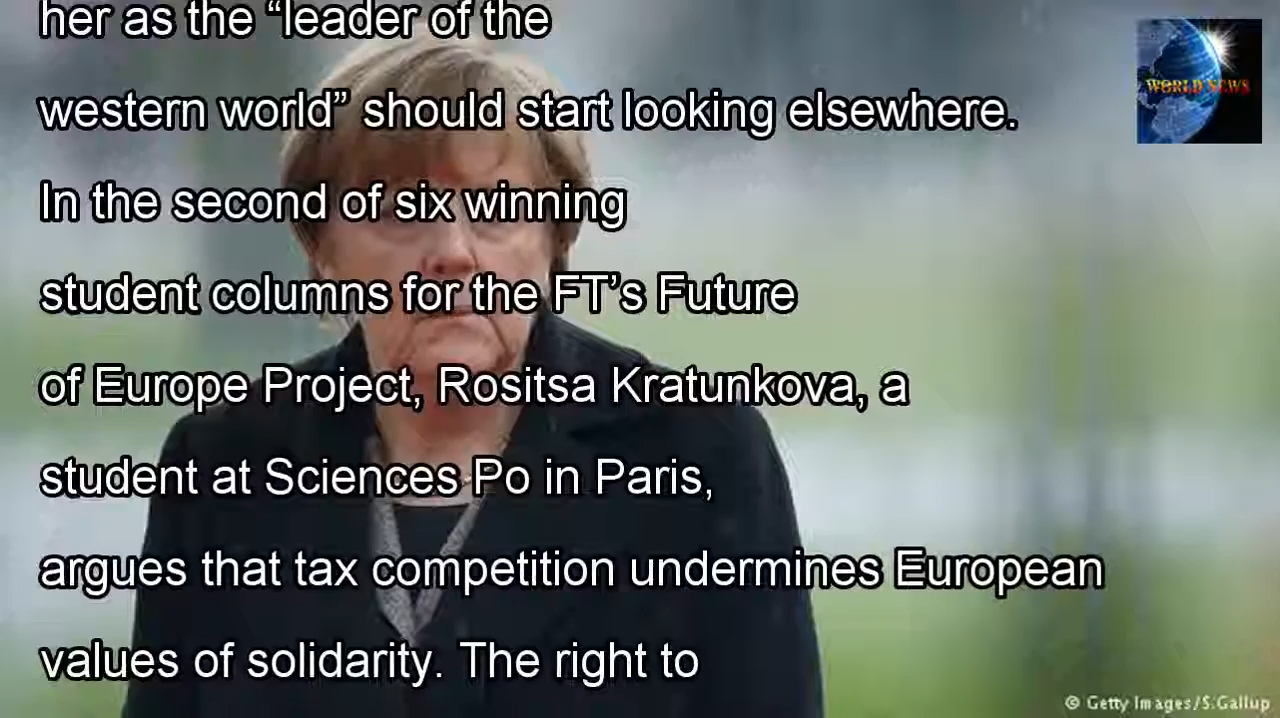 her as the “leader of the
western world” should start looking elsewhere.
In the second of six winning
student columns for the FT’s Future
of Europe Project, Rositsa Kratunkova, a
student at Sciences Po in Paris,
argues that tax competition undermines European
values of solidarity. The right to
WORLD NEWS
© Getty Images/S.Gallup